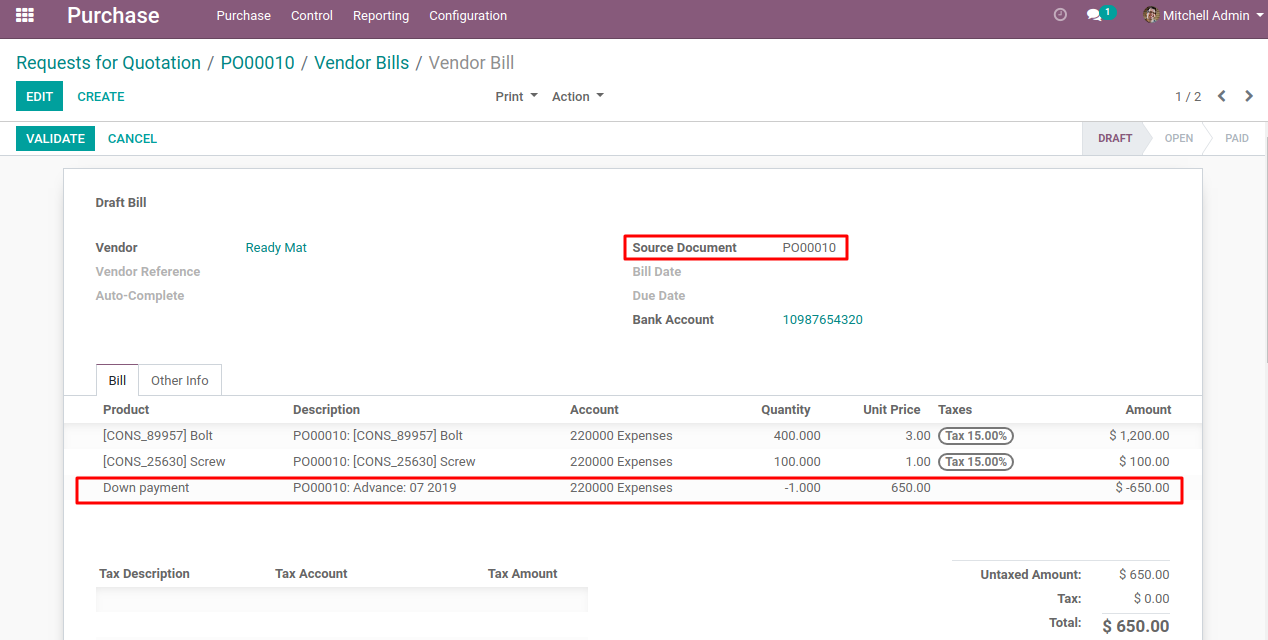 Purchase Purchase Control Reporting Configuration 1 Mitchell Admin
Requests for Quotation / PO00010 / Vendor Bills / Vendor Bill
EDIT CREATE Print Action 1 / 2
VALIDATE CANCEL DRAFT OPEN PAID
Draft Bill
Vendor Ready Mat Source Document PO00010
Vendor Reference Bill Date
Auto-Complete Due Date
Bank Account 10987654320
Bill Other Info
Product Description Account Quantity Unit Price Taxes Amount
[CONS_89957] Bolt PO00010: [CONS_89957] Bolt 220000 Expenses 400.000 3.00 Tax 15.00% $ 1,200.00
[CONS_25630] Screw PO00010: [CONS_25630] Screw 220000 Expenses 100.000 1.00 Tax 15.00% $ 100.00
Down payment PO00010: Advance: 07 2019 220000 Expenses -1.000 650.00 $ -650.00
Tax Description Tax Account Tax Amount Untaxed Amount: $ 650.00
Tax: $ 0.00
Total: $ 650.00